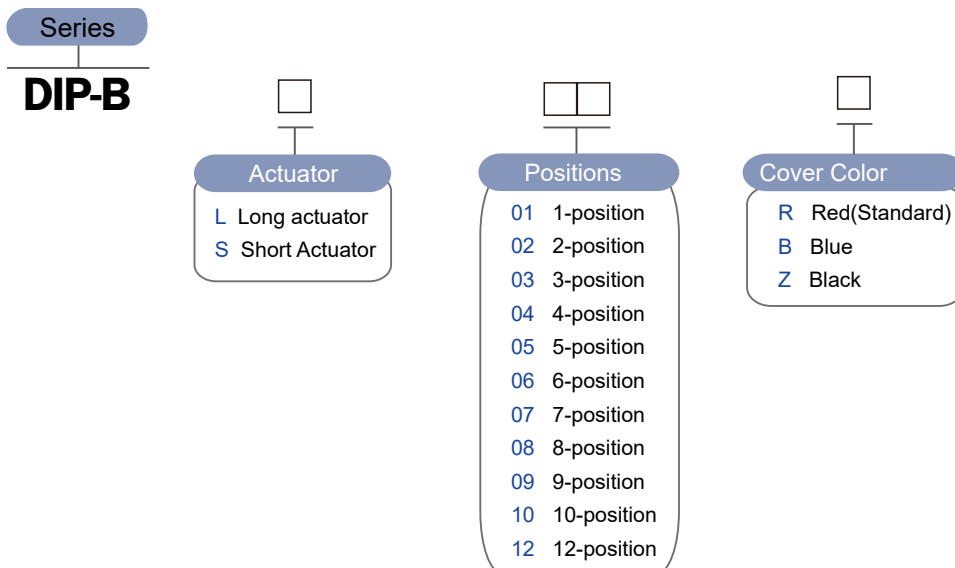 Series
DIP-B
Actuator
L Long actuator
S Short Actuator
Positions
01 1-position
02 2-position
03 3-position
04 4-position
05 5-position
06 6-position
07 7-position
08 8-position
09 9-position
10 10-position
12 12-position
Cover Color
R Red(Standard)
B Blue
Z Black